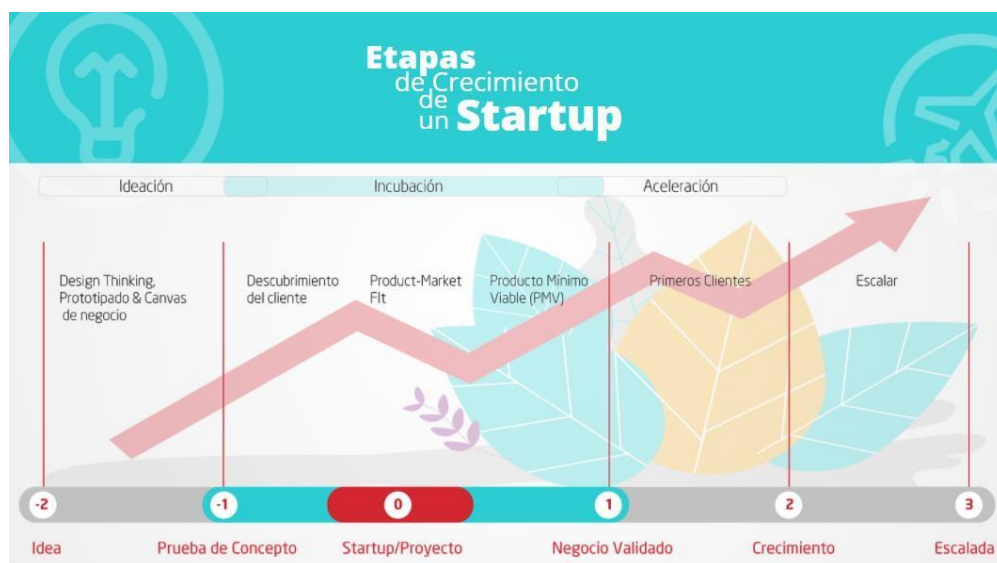 Etapas
de Crecimiento
de
un Startup
Ideación
Incubación
Aceleración
Design Thinking,
Prototipado & Canvas
de negocio
Descubrimiento
del cliente
Product-Market
FIt
Producto Mínimo
Viable (PMV)
Primeros Clientes
Escalar
-2
-1
0
1
2
3
Idea
Prueba de Concepto
Startup/Proyecto
Negocio Validado
Crecimiento
Escalada